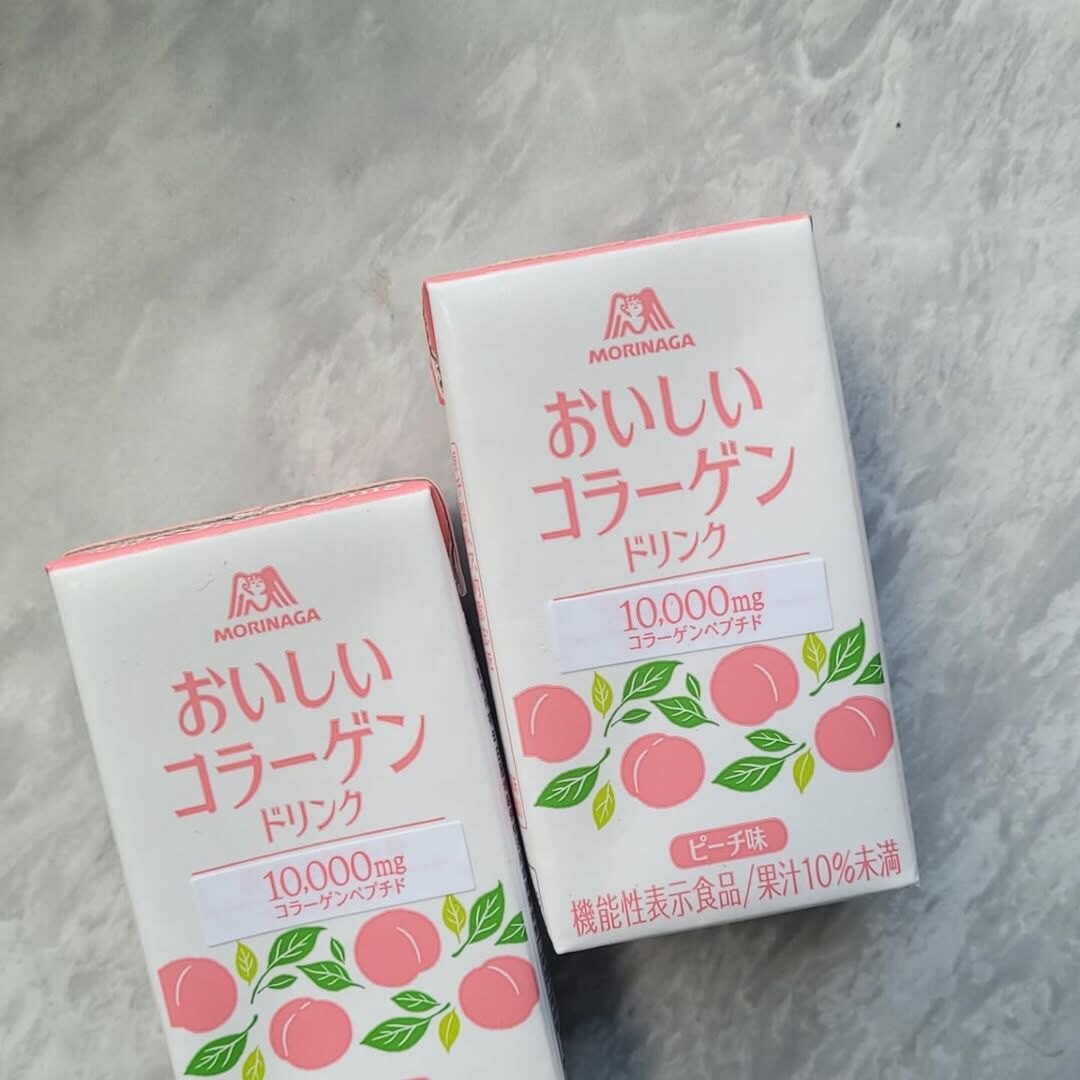 MORINAGA
おいしい
コラーゲン
ドリンク
10,000mg
コラーゲンペプチド
ピーチ味
機能性表示食品/果汁10%未満
MORINAGA
おいしい
コラーゲン
ドリンク
10,000mg
コラーゲンペプチド